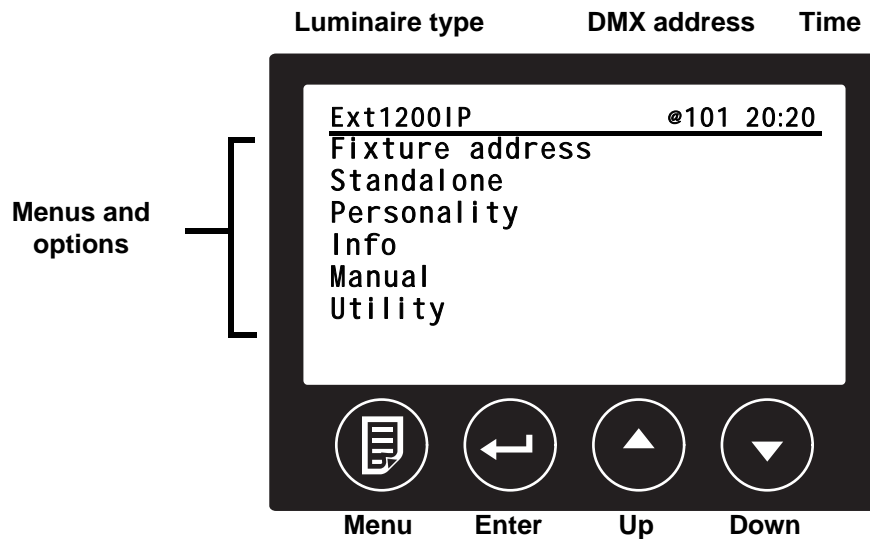 Luminaire type DMX address Time
Ext1200IP @101 20:20
Fixture address
Standalone
Personality
Info
Manual
Utility
Menus and
options
Menu Enter Up Down